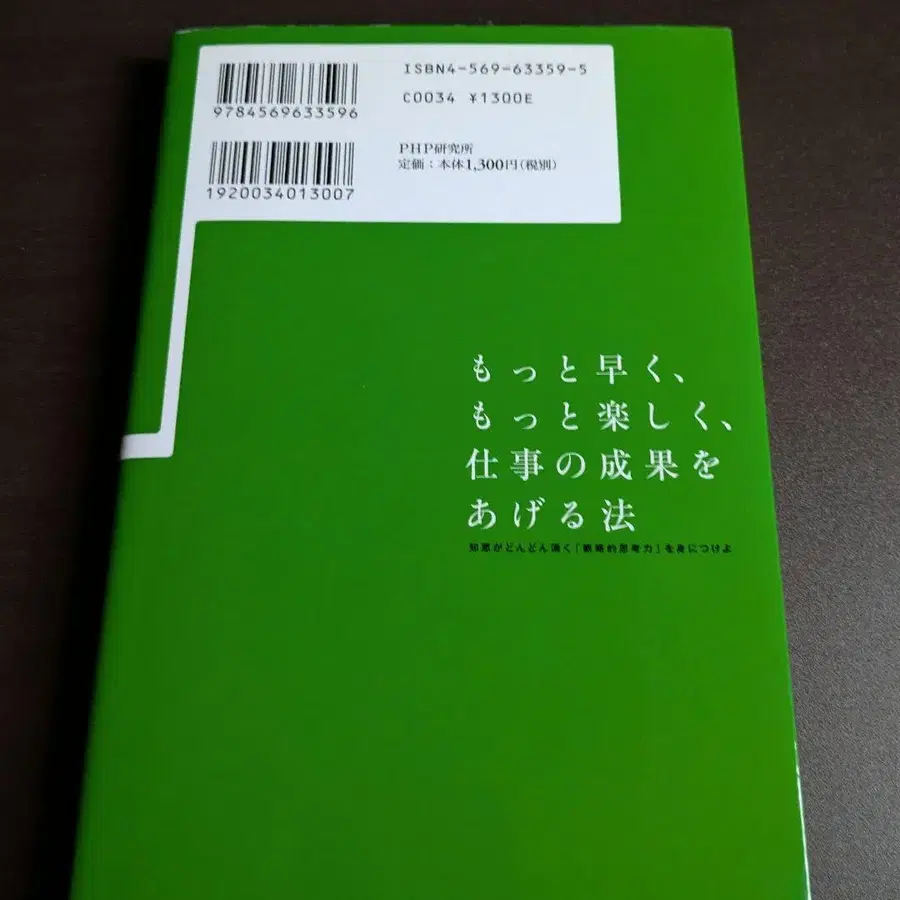 ISBN4-569-63359-5
9784569633596
C0034 ¥1300E
PHP研究所
1920034013007
定価：本体1,300円（税別）
もっと早く、
もっと楽しく、
仕事の成果を
あげる法
知恵がどんどん湧く「戦略的思考力」を身につけよ